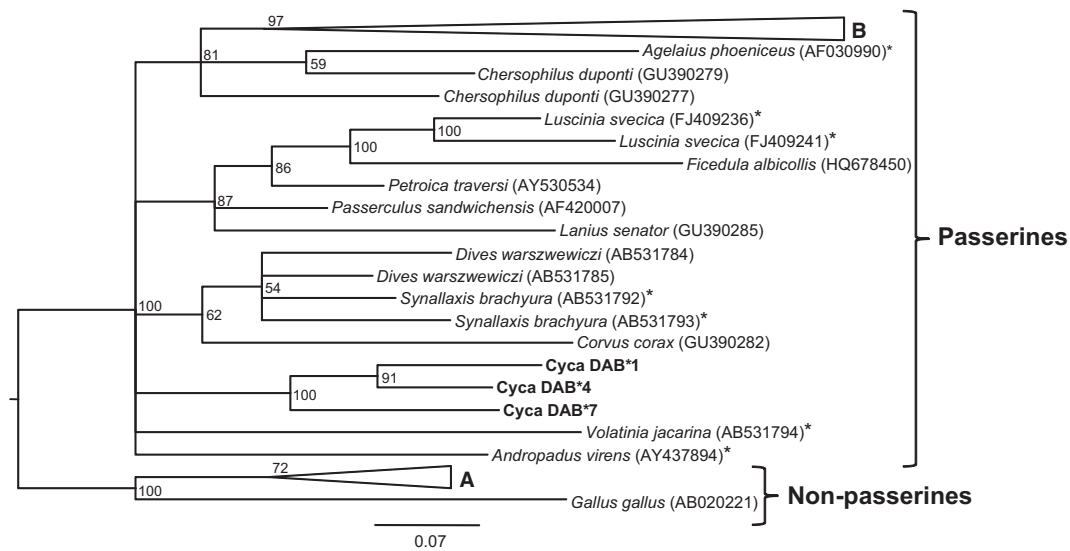 97
B
Agelaius phoeniceus (AF030990)*
81
59
Chersophilus duponti (GU390279)
Chersophilus duponti (GU390277)
Luscinia svecica (FJ409236)*
100
Luscinia svecica (FJ409241)*
100
Ficedula albicollis (HQ678450)
86
Petroica traversi (AY530534)
87
Passerculus sandwichensis (AF420007)
Lanius senator (GU390285)
Passerines
Dives warszwewiczi (AB531784)
Dives warszwewiczi (AB531785)
54
Synallaxis brachyura (AB531792)*
100
62
Synallaxis brachyura (AB531793)*
Corvus corax (GU390282)
Cyca DAB*1
91
Cyca DAB*4
100
Cyca DAB*7
Volatinia jacarina (AB531794)*
Andropadus virens (AY437894)*
72
A
100
Gallus gallus (AB020221)
Non-passerines
0.07